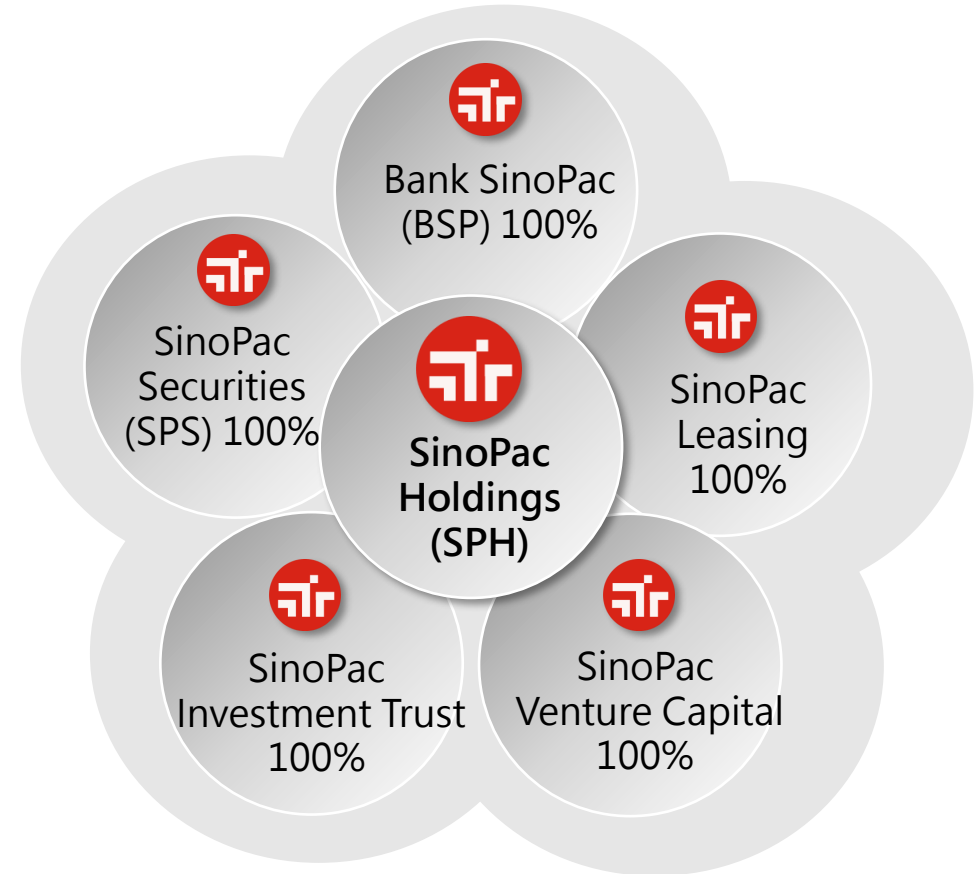 Bank SinoPac
(BSP) 100%
SinoPac
Securities
(SPS) 100%
SinoPac
Holdings
(SPH)
SinoPac
Leasing
100%
SinoPac
Investment Trust
100%
SinoPac
Venture Capital
100%